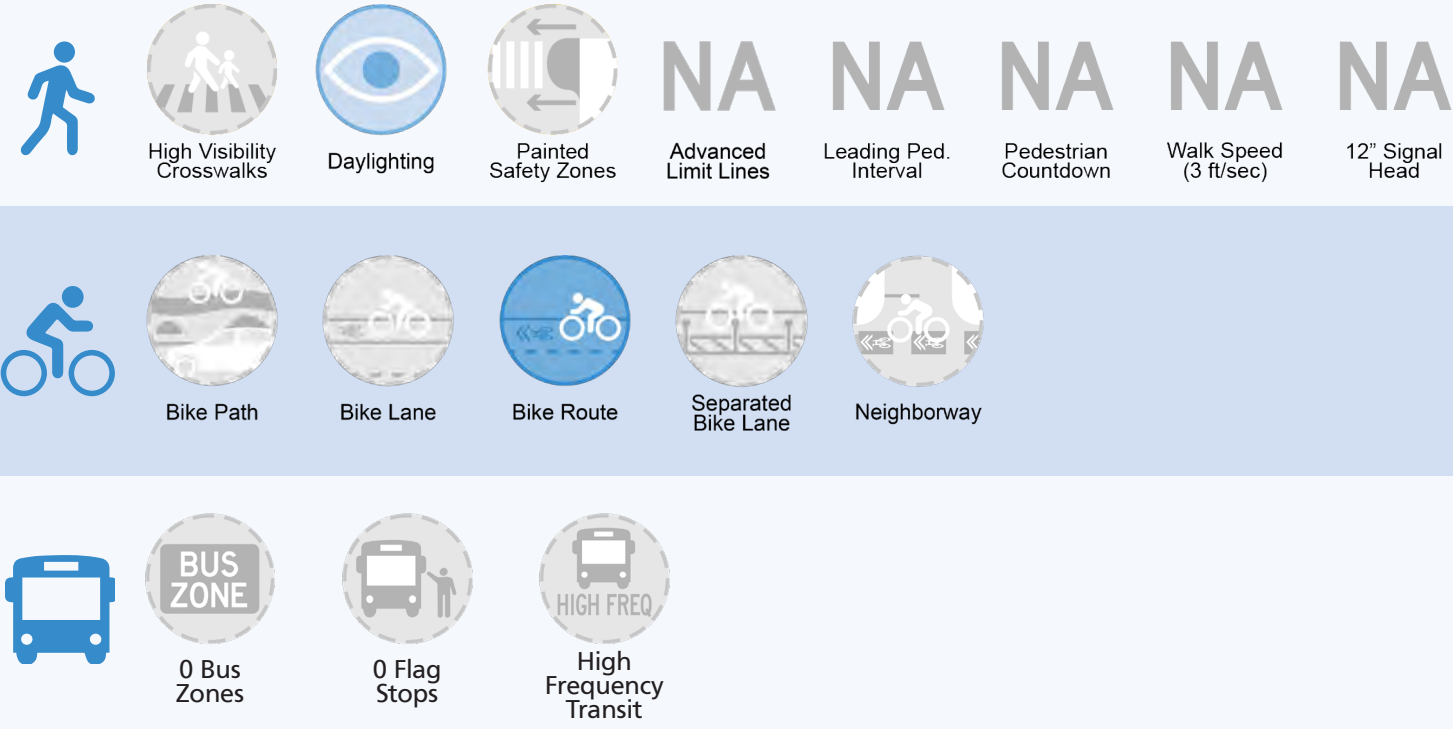 NA NA NA NA NA
High Visibility
Crosswalks
Daylighting
Painted
Safety Zones
Advanced
Limit Lines
Leading Ped.
Interval
Pedestrian
Countdown
Walk Speed
(3 ft/sec)
12” Signal
Head
Bike Path
Bike Lane
Bike Route
Separated
Bike Lane
Neighborway
BUS
ZONE
HIGH FREQ
0 Bus
Zones
0 Flag
Stops
High
Frequency
Transit